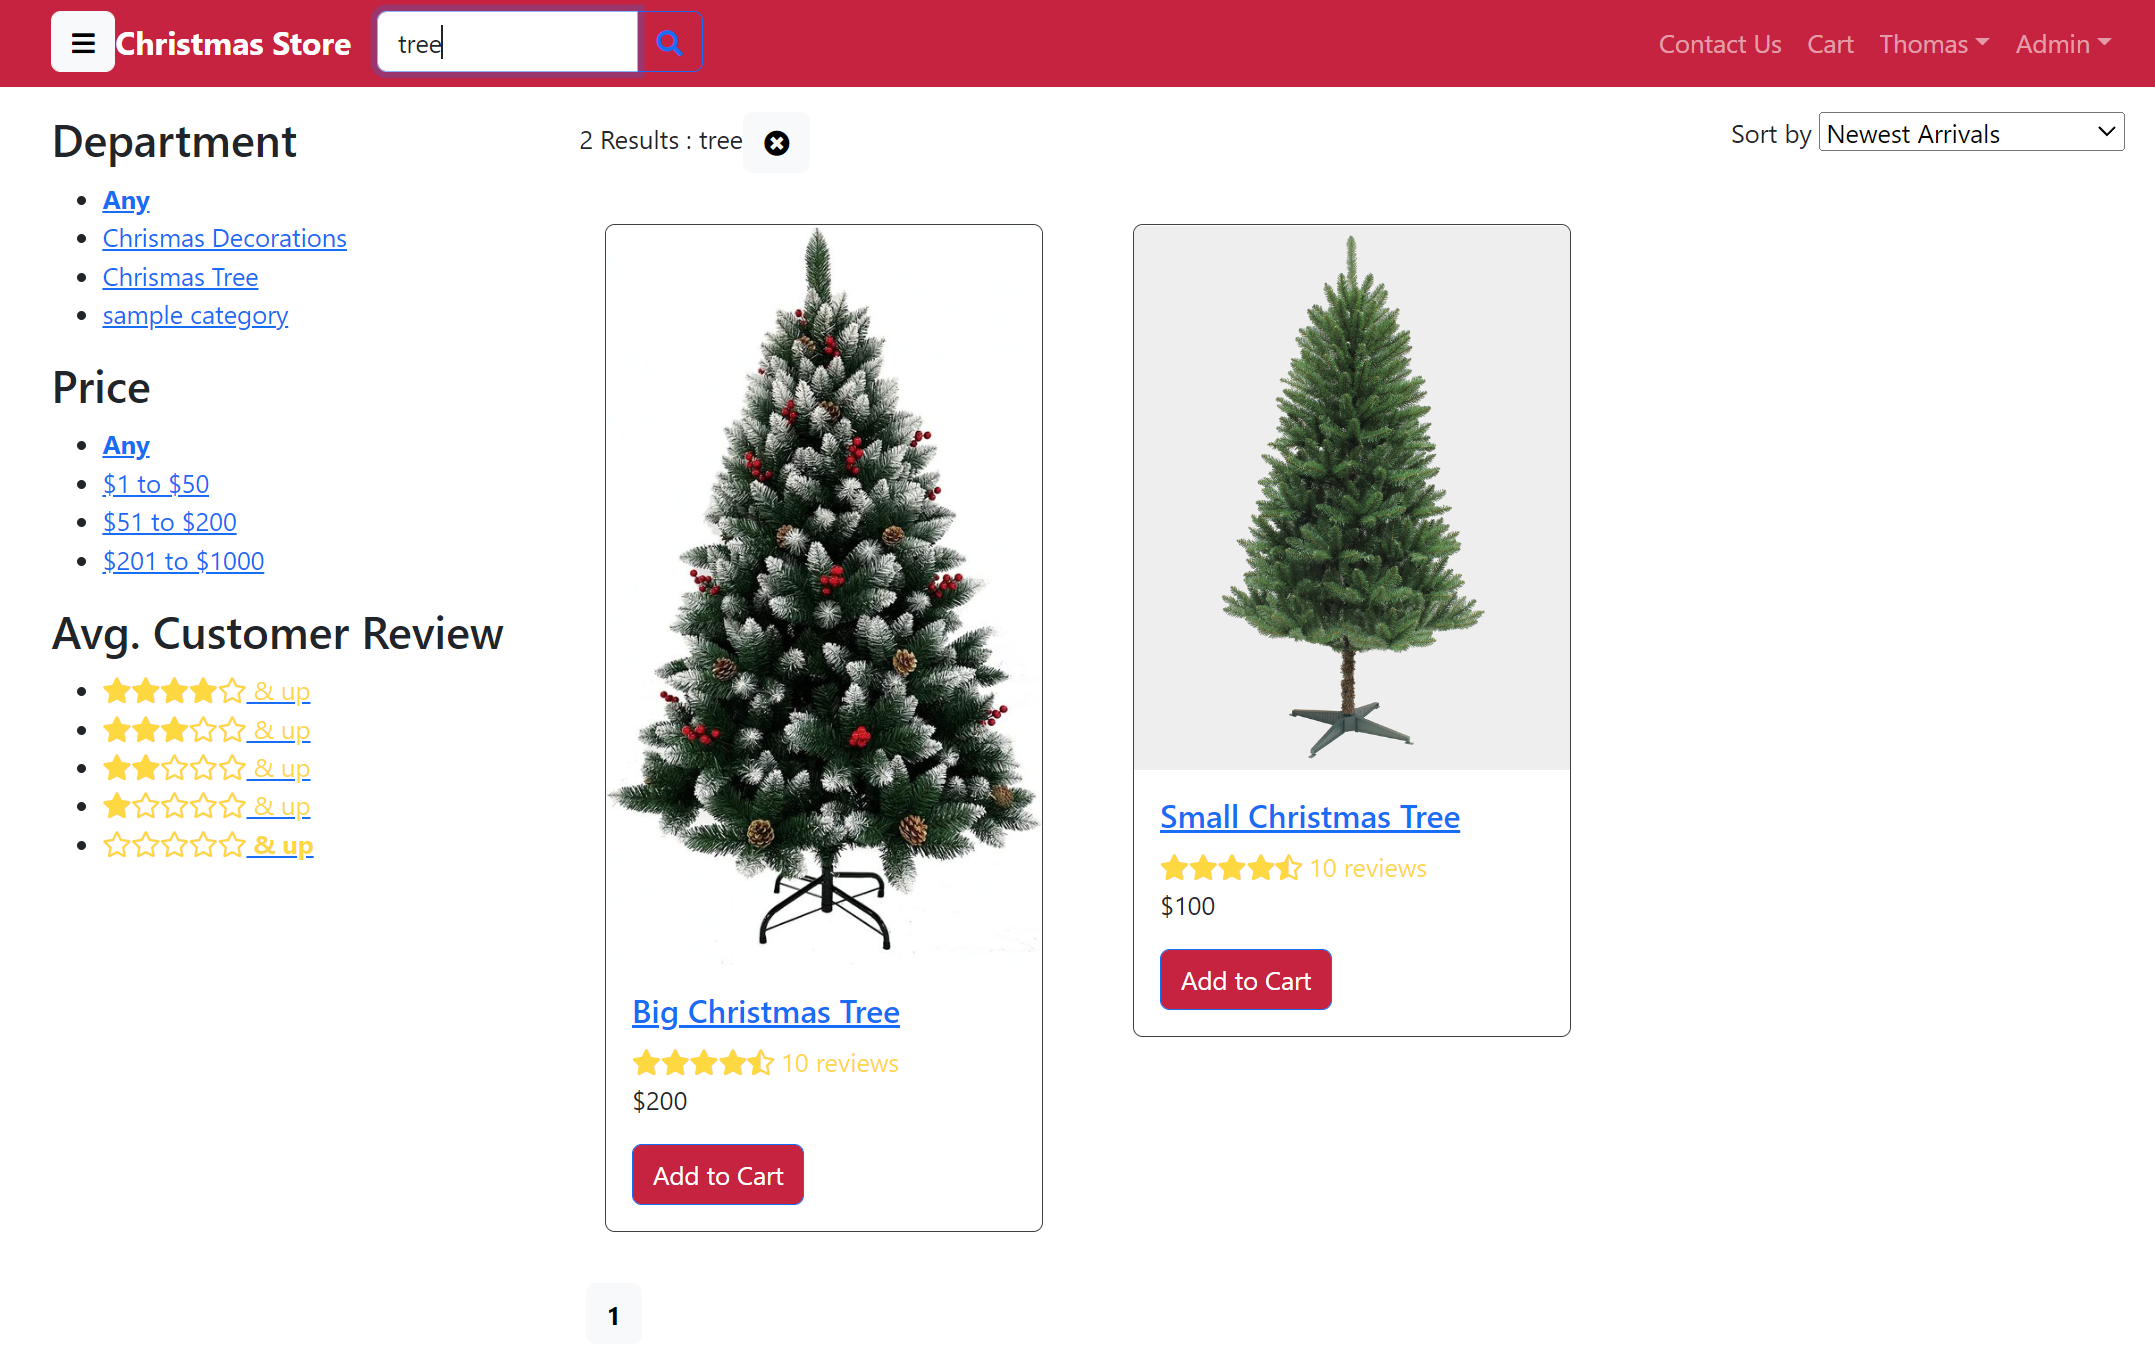 Christmas Store
tree
Contact Us
Cart
Thomas
Admin
Department
Any
Chrismas Decorations
Chrismas Tree
sample category
Price
Any
$1 to $50
$51 to $200
$201 to $1000
Avg. Customer Review
& up
& up
& up
& up
& up
2 Results : tree
Sort by Newest Arrivals
Big Christmas Tree
10 reviews
$200
Add to Cart
Small Christmas Tree
10 reviews
$100
Add to Cart
1